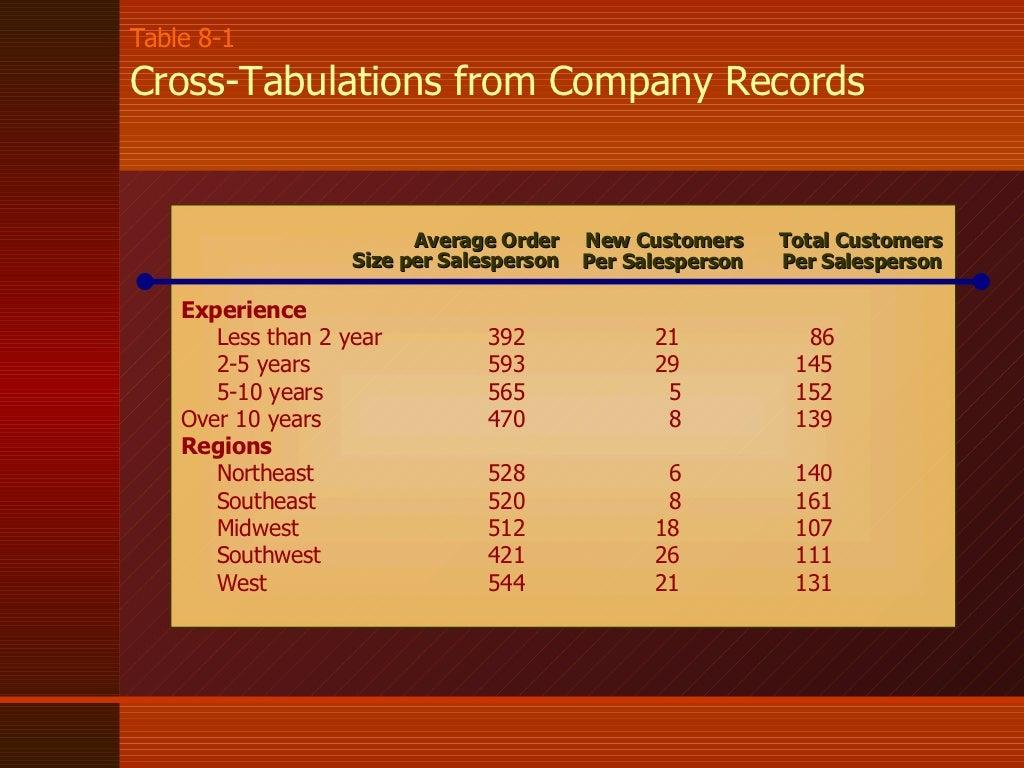 Table 8-1
Cross-Tabulations from Company Records
Average Order Size per Salesperson New Customers Per Salesperson Total Customers Per Salesperson
Experience
Less than 2 year 392 21 86
2-5 years 593 29 145
5-10 years 565 5 152
Over 10 years 470 8 139
Regions
Northeast 528 6 140
Southeast 520 8 161
Midwest 512 18 107
Southwest 421 26 111
West 544 21 131